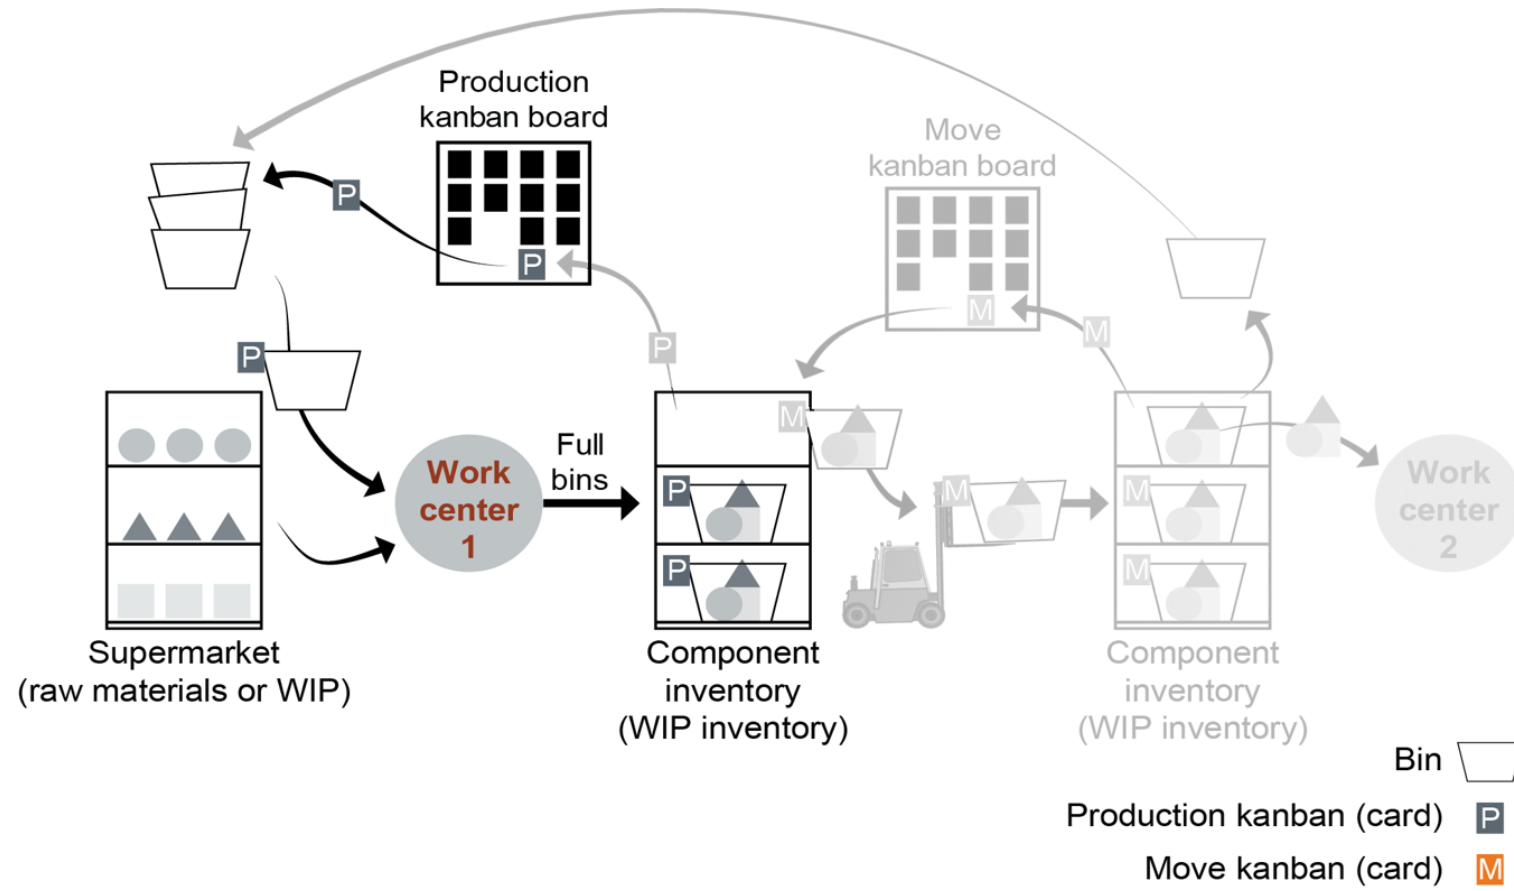 Production
kanban board
P
P
Move
kanban board
M
M
P
P
M
Work
center
1
Full
bins
P
P
M
M
M
Work
center
2
Supermarket
(raw materials or WIP)
Component
inventory
(WIP inventory)
Component
inventory
(WIP inventory)
Bin
Production kanban (card) P
Move kanban (card) M